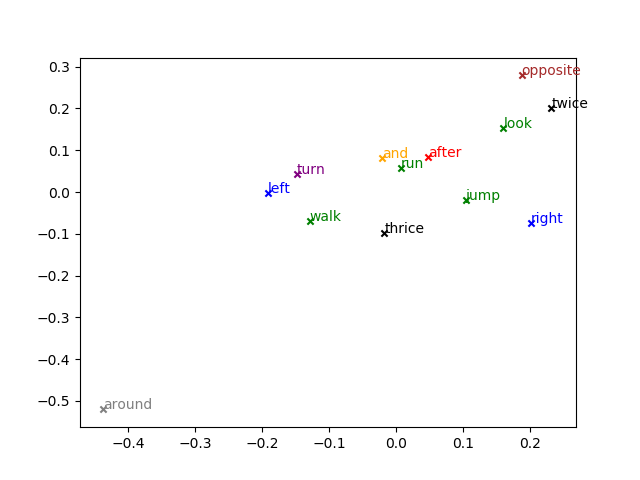 0.3
opposite
twice
0.2
look
0.1
and
after
run
turn
0.0
left
jump
walk
right
−0.1
thrice
−0.2
−0.3
−0.4
−0.5
around
−0.4 −0.3 −0.2 −0.1 0.0 0.1 0.2